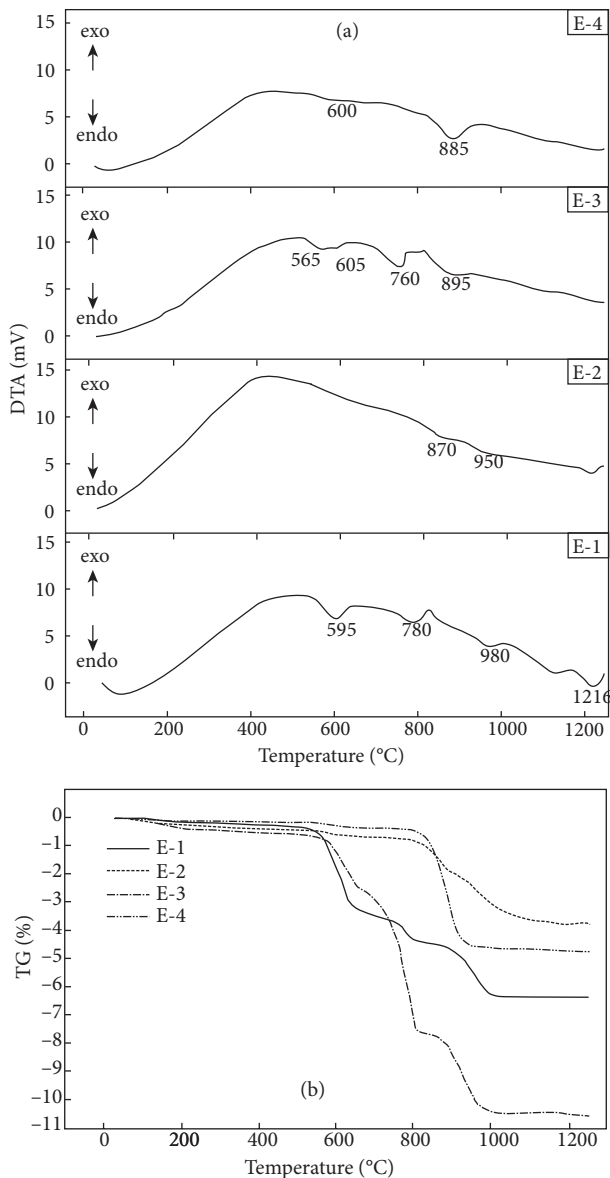 exo
(a)
E-4
15
10
5
endo
600
885
0
exo
E-3
15
10
565
605
760
895
5
endo
0
DTA (mV)
15
exo
E-2
10
870
950
5
endo
0
exo
E-1
15
10
5
595
780
980
endo
0
1216
0 200 400 600 800 1000 1200
Temperature (°C)
0
−1
−2
−3
−4
−5
−6
−7
−8
−9
−10
−11
TG (%)
E-1
E-2
E-3
E-4
(b)
0 200 400 600 800 1000 1200
Temperature (°C)